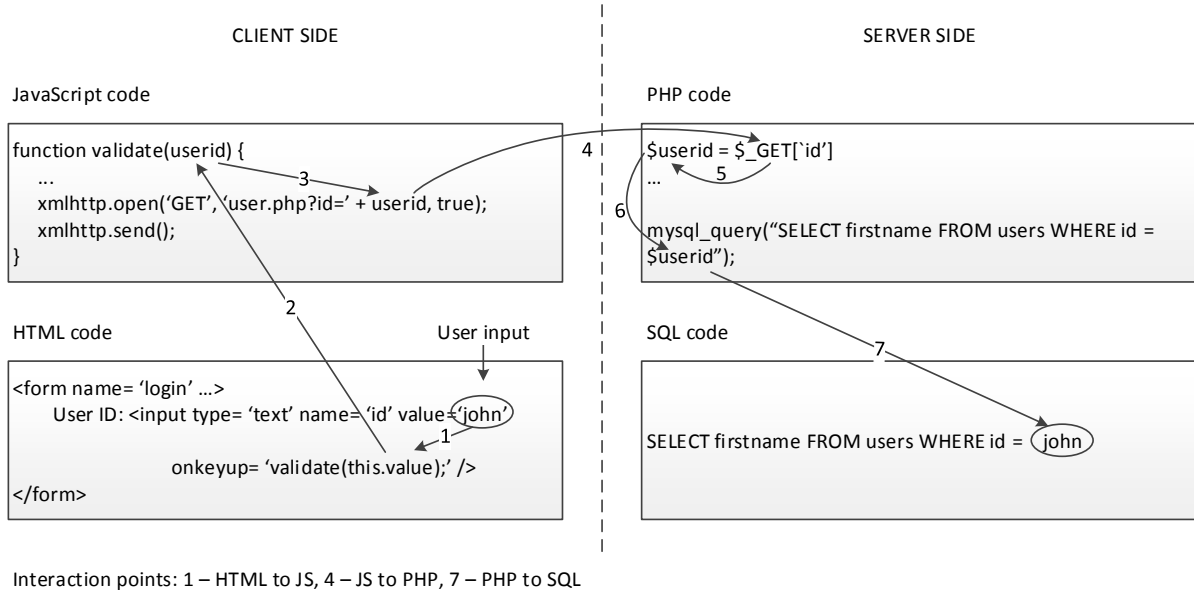 CLIENT SIDE
SERVER SIDE
JavaScript code
function validate(userid) {
...
xmlhttp.open(‘GET’, ‘user.php?id=’ + userid, true);
xmlhttp.send();
}
3
2
HTML code
User input
<form name= ‘login’ ...>
User ID: <input type= ‘text’ name= ‘id’ value=‘john’
1
onkeyup= ‘validate(this.value);’ />
</form>
4
PHP code
$userid = $_GET[`id’]
...
5
6
mysql_query(“SELECT firstname FROM users WHERE id =
$userid”);
7
SQL code
SELECT firstname FROM users WHERE id = john
Interaction points: 1 – HTML to JS, 4 – JS to PHP, 7 – PHP to SQL